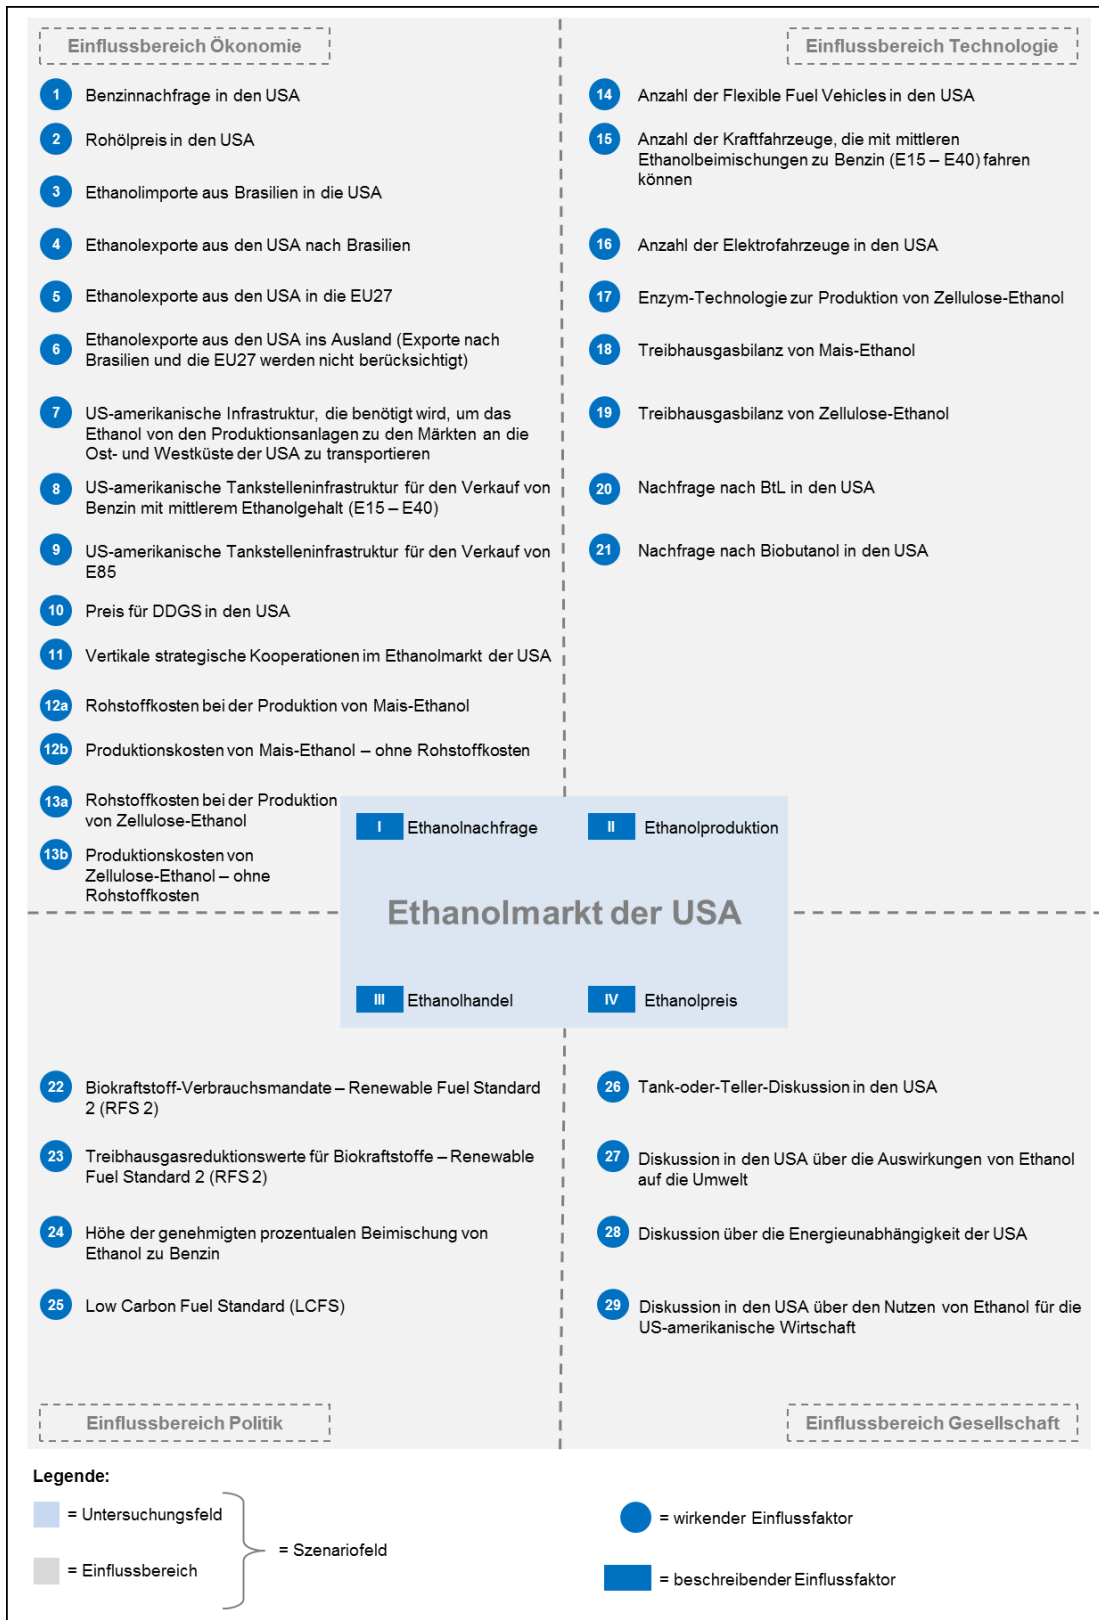 Einflussbereich Ökonomie
1 Benzinnachfrage in den USA
2 Rohölpreis in den USA
3 Ethanolimporte aus Brasilien in die USA
4 Ethanolexporte aus den USA nach Brasilien
5 Ethanolexporte aus den USA in die EU27
6 Ethanolexporte aus den USA ins Ausland (Exporte nach
Brasilien und die EU27 werden nicht berücksichtigt)
7 US-amerikanische Infrastruktur, die benötigt wird, um das
Ethanol von den Produktionsanlagen zu den Märkten an die
Ost- und Westküste der USA zu transportieren
8 US-amerikanische Tankstelleninfrastruktur für den Verkauf von
Benzin mit mittlerem Ethanolgehalt (E15 – E40)
9 US-amerikanische Tankstelleninfrastruktur für den Verkauf von
E85
10 Preis für DDGS in den USA
11 Vertikale strategische Kooperationen im Ethanolmarkt der USA
12a Rohstoffkosten bei der Produktion von Mais-Ethanol
12b Produktionskosten von Mais-Ethanol – ohne Rohstoffkosten
13a Rohstoffkosten bei der Produktion
von Zellulose-Ethanol
13b Produktionskosten von
Zellulose-Ethanol – ohne
Rohstoffkosten
Einflussbereich Technologie
14 Anzahl der Flexible Fuel Vehicles in den USA
15 Anzahl der Kraftfahrzeuge, die mit mittleren
Ethanolbeimischungen zu Benzin (E15 – E40) fahren
können
16 Anzahl der Elektrofahrzeuge in den USA
17 Enzym-Technologie zur Produktion von Zellulose-Ethanol
18 Treibhausgasbilanz von Mais-Ethanol
19 Treibhausgasbilanz von Zellulose-Ethanol
20 Nachfrage nach BtL in den USA
21 Nachfrage nach Biobutanol in den USA
I Ethanolnachfrage
II Ethanolproduktion
Ethanolmarkt der USA
III Ethanolhandel
IV Ethanolpreis
22 Biokraftstoff-Verbrauchsmandate – Renewable Fuel Standard
2 (RFS 2)
23 Treibhausgasreduktionswerte für Biokraftstoffe – Renewable
Fuel Standard 2 (RFS 2)
24 Höhe der genehmigten prozentualen Beimischung von
Ethanol zu Benzin
25 Low Carbon Fuel Standard (LCFS)
Einflussbereich Politik
26 Tank-oder-Teller-Diskussion in den USA
27 Diskussion in den USA über die Auswirkungen von Ethanol
auf die Umwelt
28 Diskussion über die Energieunabhängigkeit der USA
29 Diskussion in den USA über den Nutzen von Ethanol für die
US-amerikanische Wirtschaft
Einflussbereich Gesellschaft
Legende:
= Untersuchungsfeld
= Einflussbereich
= Szenariofeld
= wirkender Einflussfaktor
= beschreibender Einflussfaktor